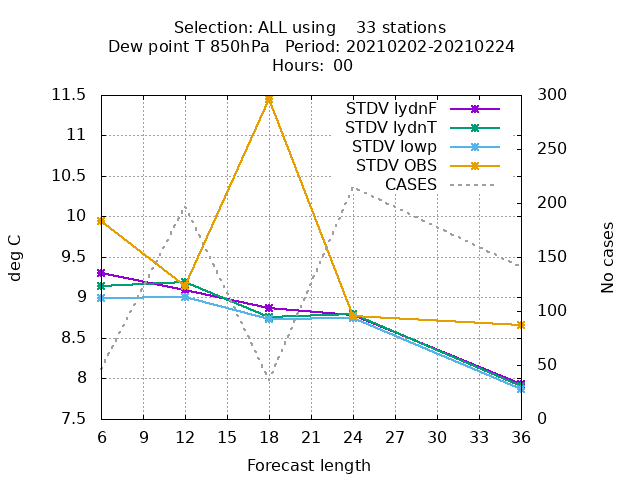 Selection: ALL using    33 stations
Dew point T 850hPa   Period: 20210202-20210224
Hours:  00
11.5
11
10.5
10
9.5
9
8.5
8
7.5
300
250
200
150
100
50
0
6 9 12 15 18 21 24 27 30 33 36
deg C
No cases
Forecast length
STDV lydnF
STDV lydnT
STDV lowp
STDV OBS
CASES